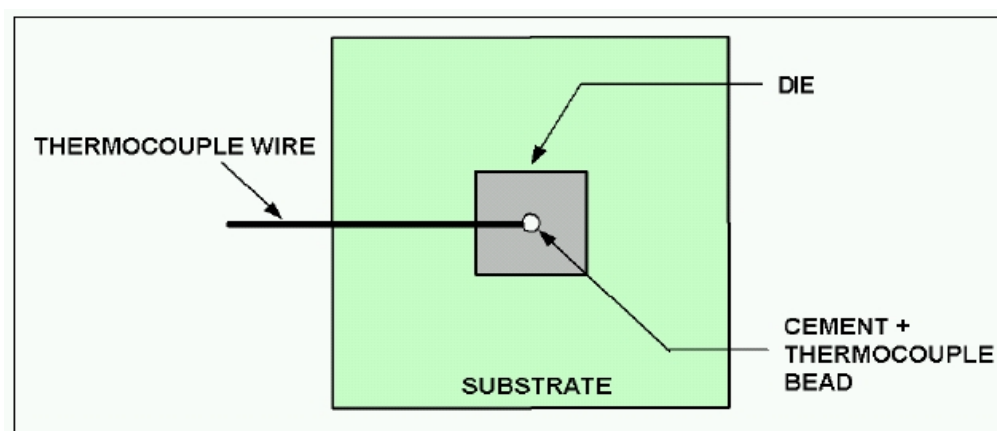 DIE
THERMOCOUPLE WIRE
CEMENT +
THERMOCOUPLE
BEAD
SUBSTRATE